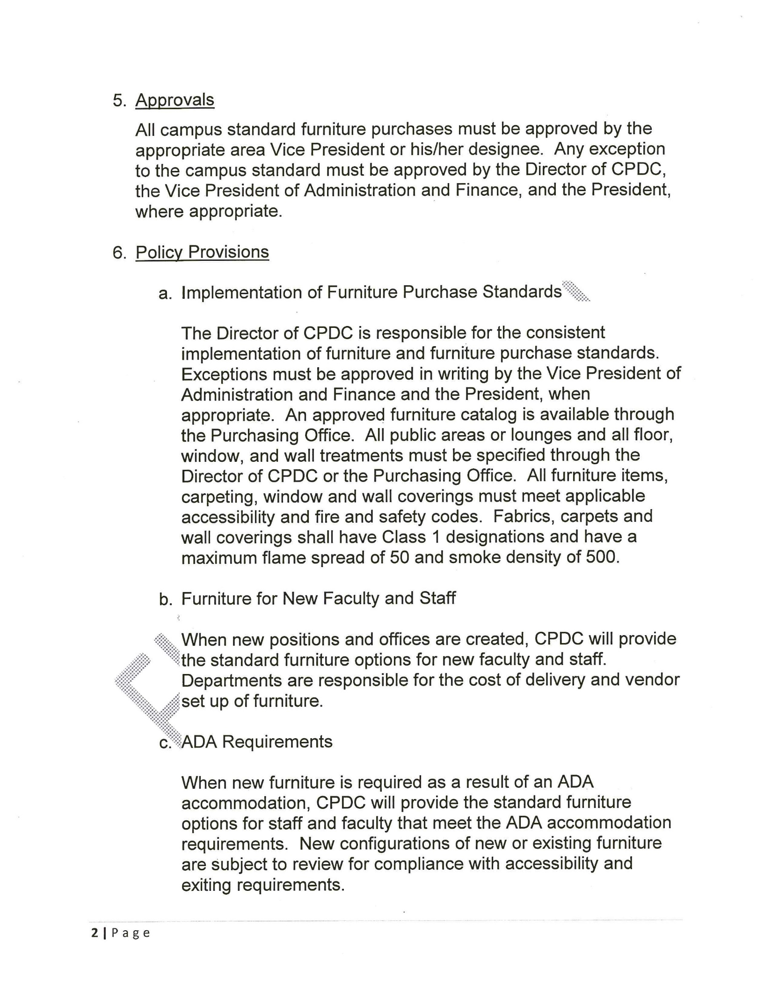 5. Approvals
All campus standard furniture purchases must be approved by the
appropriate area Vice President or his/her designee. Any exception
to the campus standard must be approved by the Director of CPDC,
the Vice President of Administration and Finance, and the President,
where appropriate.
6. Policy Provisions
a. Implementation of Furniture Purchase Standards
The Director of CPDC is responsible for the consistent
implementation of furniture and furniture purchase standards.
Exceptions must be approved in writing by the Vice President of
Administration and Finance and the President, when
appropriate. An approved furniture catalog is available through
the Purchasing Office. All public areas or lounges and all floor,
window, and wall treatments must be specified through the
Director of CPDC or the Purchasing Office. All furniture items,
carpeting, window and wall coverings must meet applicable
accessibility and fire and safety codes. Fabrics, carpets and
wall coverings shall have Class 1 designations and have a
maximum flame spread of 50 and smoke density of 500.
b. Furniture for New Faculty and Staff
When new positions and offices are created, CPDC will provide
the standard furniture options for new faculty and staff.
Departments are responsible for the cost of delivery and vendor
set up of furniture.
c. ADA Requirements
When new furniture is required as a result of an ADA
accommodation, CPDC will provide the standard furniture
options for staff and faculty that meet the ADA accommodation
requirements. New configurations of new or existing furniture
are subject to review for compliance with accessibility and
exiting requirements.
2 | P a g e